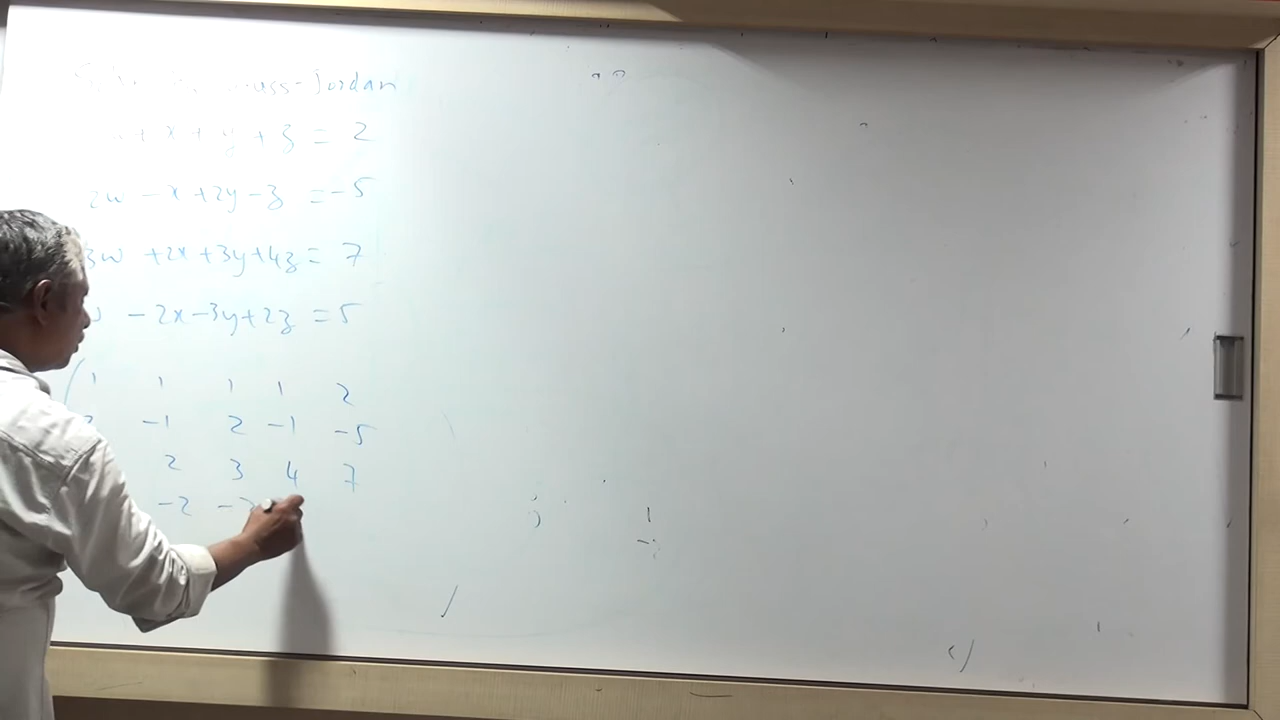 Jordan
+ x + y + z = 2
2w - x + 2y - z = -5
3w + 2x + 3y + 4z = 7
- 2x - 3y + 2z = 5
( 1 1 1 1 2
2 -1 2 -1 -5
2 3 4 7
-2